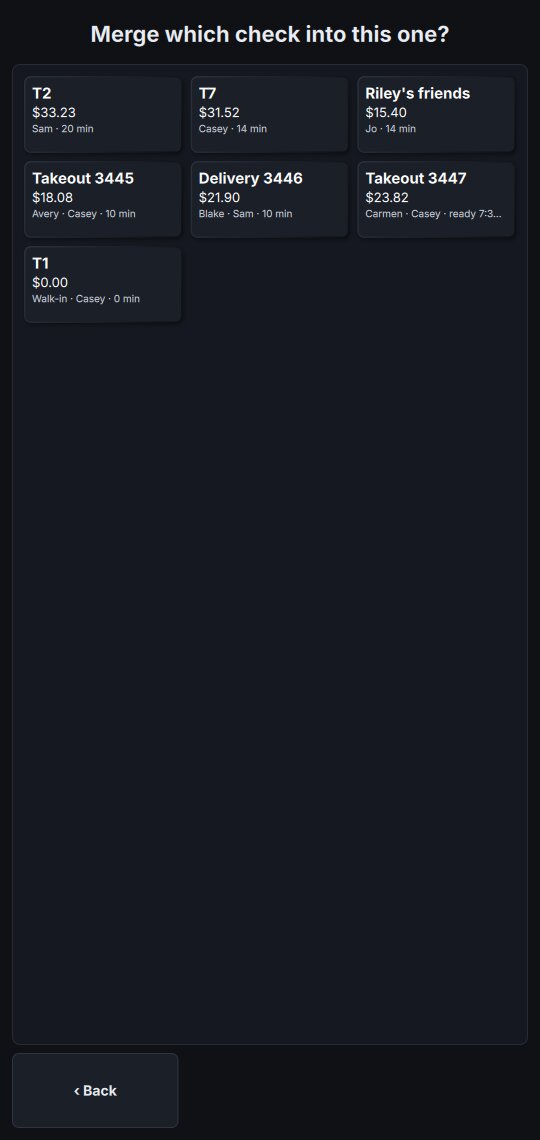 Merge which check into this one?
T2
$33.23
Sam · 20 min
T7
$31.52
Casey · 14 min
Riley's friends
$15.40
Jo · 14 min
Takeout 3445
$18.08
Avery · Casey · 10 min
Delivery 3446
$21.90
Blake · Sam · 10 min
Takeout 3447
$23.82
Carmen · Casey · ready 7:3...
T1
$0.00
Walk-in · Casey · 0 min
‹ Back